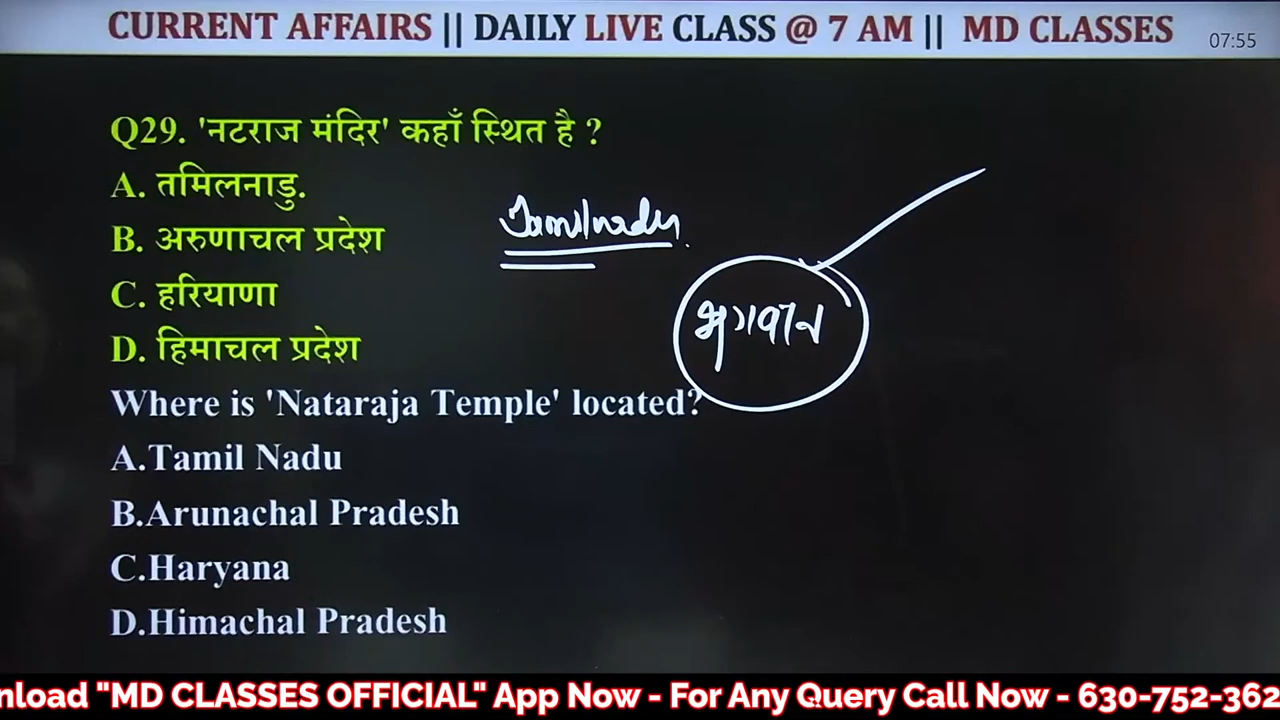 CURRENT AFFAIRS || DAILY LIVE CLASS @ 7 AM || MD CLASSES
07:55
Q29. 'नटराज मंदिर' कहाँ स्थित है ?
A. तमिलनाडु.
B. अरुणाचल प्रदेश
C. हरियाणा
D. हिमाचल प्रदेश
Tamilnadu.
भगवान
Where is 'Nataraja Temple' located?
A.Tamil Nadu
B.Arunachal Pradesh
C.Haryana
D.Himachal Pradesh
nload "MD CLASSES OFFICIAL" App Now - For Any Query Call Now - 630-752-362